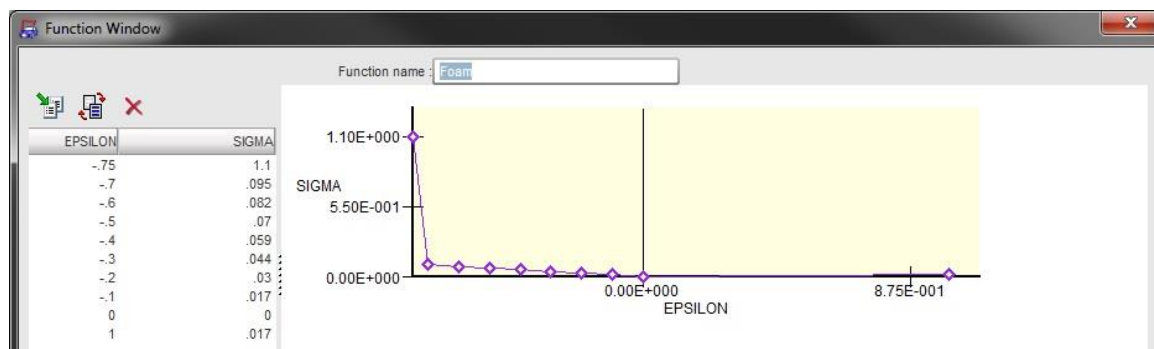 Function Window
Function name : Foam
EPSILON SIGMA
-.75 1.1
-.7 .095
-.6 .082
-.5 .07
-.4 .059
-.3 .044
-.2 .03
-.1 .017
0 0
1 .017
1.10E+000
SIGMA
5.50E-001
0.00E+000
0.00E+000 8.75E-001
EPSILON